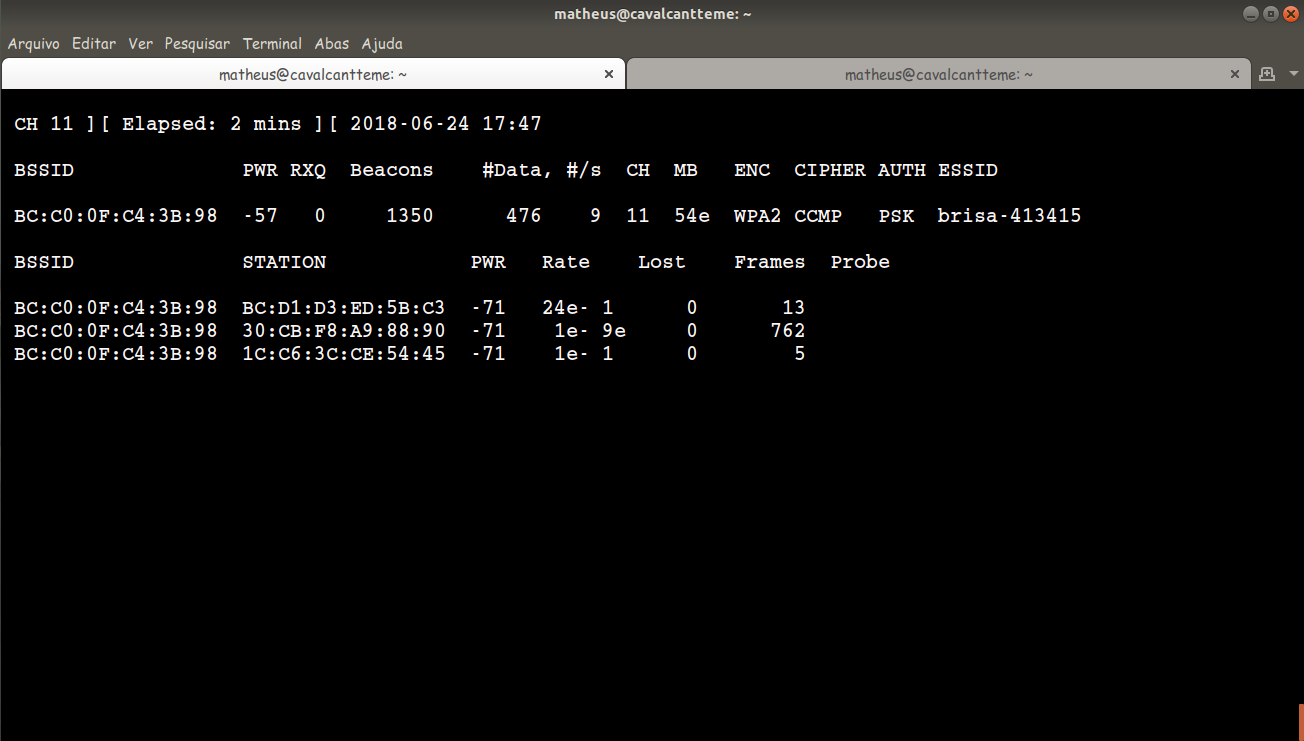 matheus@cavalcantteme: ~
Arquivo Editar Ver Pesquisar Terminal Abas Ajuda
matheus@cavalcantteme: ~ × matheus@cavalcantteme: ~ ×
CH 11 ][ Elapsed: 2 mins ][ 2018-06-24 17:47
BSSID PWR RXQ Beacons #Data, #/s CH MB ENC CIPHER AUTH ESSID
BC:C0:0F:C4:3B:98 -57 0 1350 476 9 11 54e WPA2 CCMP PSK brisa-413415
BSSID STATION PWR Rate Lost Frames Probe
BC:C0:0F:C4:3B:98 BC:D1:D3:ED:5B:C3 -71 24e- 1 0 13
BC:C0:0F:C4:3B:98 30:CB:F8:A9:88:90 -71 1e- 9e 0 762
BC:C0:0F:C4:3B:98 1C:C6:3C:CE:54:45 -71 1e- 1 0 5